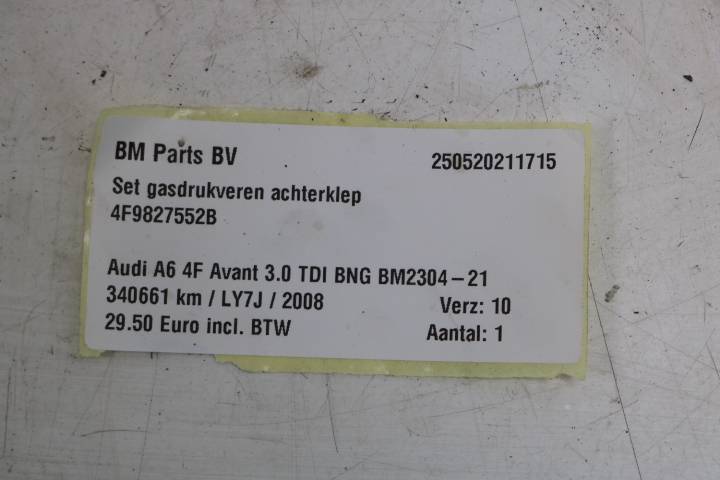 BM Parts BV 250520211715
Set gasdrukveren achterklep
4F9827552B
Audi A6 4F Avant 3.0 TDI BNG BM2304-21
340661 km / LY7J / 2008 Verz: 10
29.50 Euro incl. BTW Aantal: 1